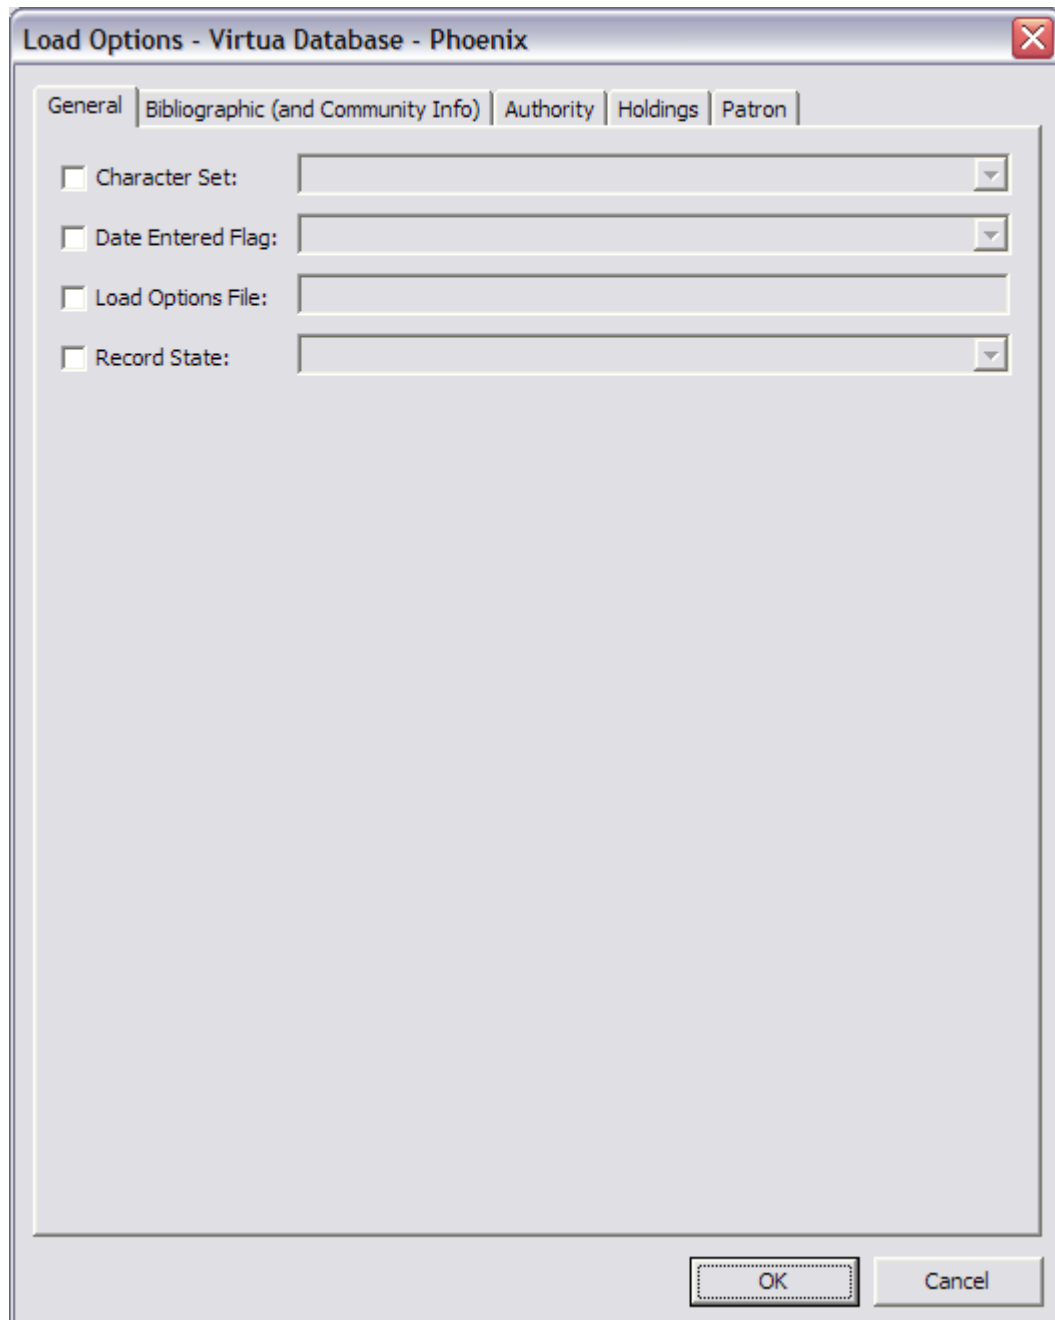 Load Options - Virtua Database - Phoenix
General Bibliographic (and Community Info) Authority Holdings Patron
Character Set:
Date Entered Flag:
Load Options File:
Record State:
OK Cancel